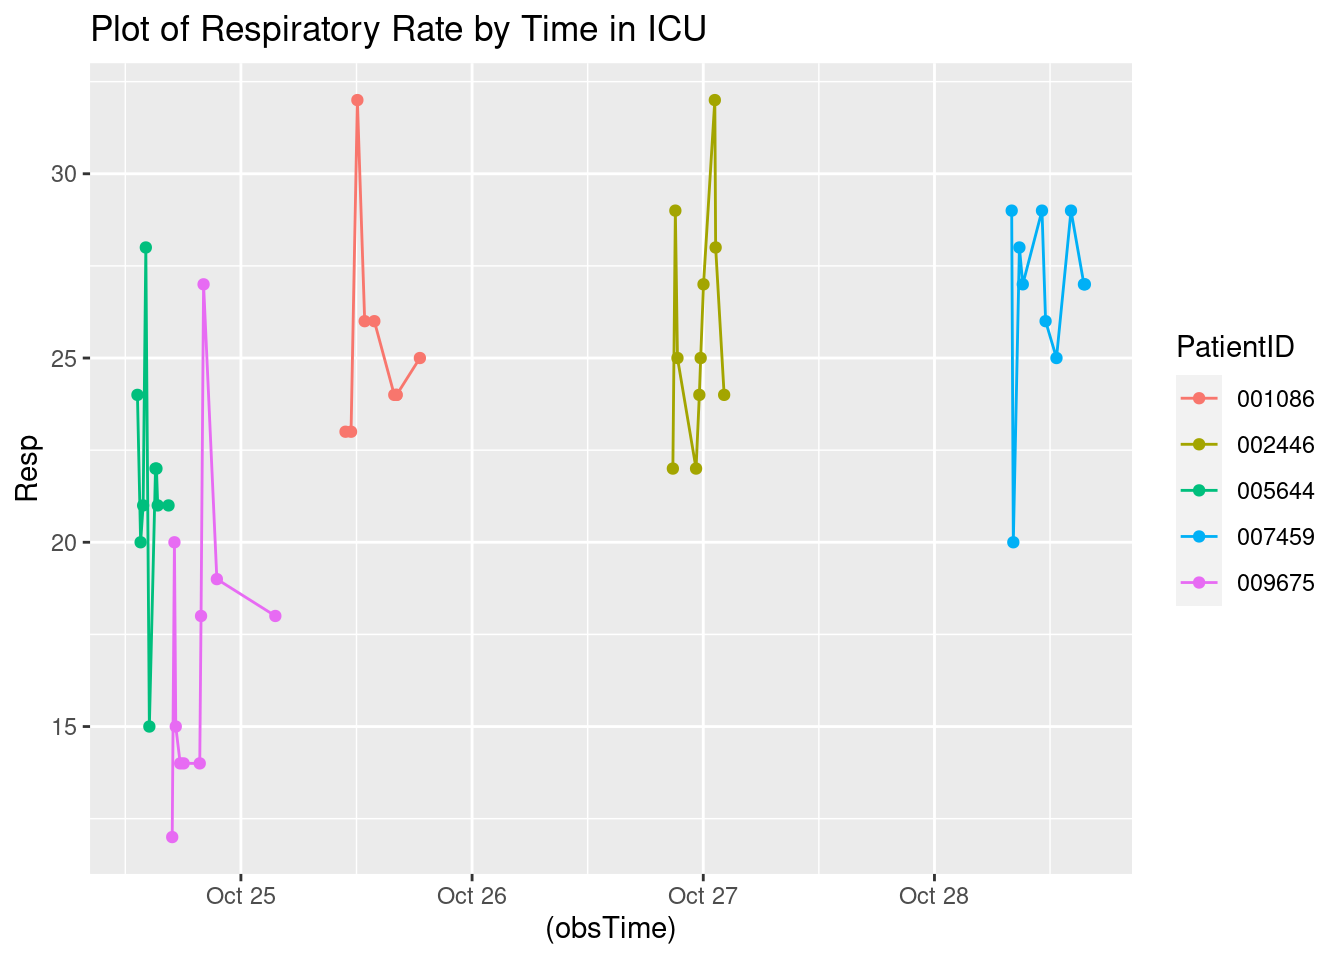 Plot of Respiratory Rate by Time in ICU
Resp
30
25
20
15
Oct 25
Oct 26
Oct 27
Oct 28
(obsTime)
PatientID
001086
002446
005644
007459
009675